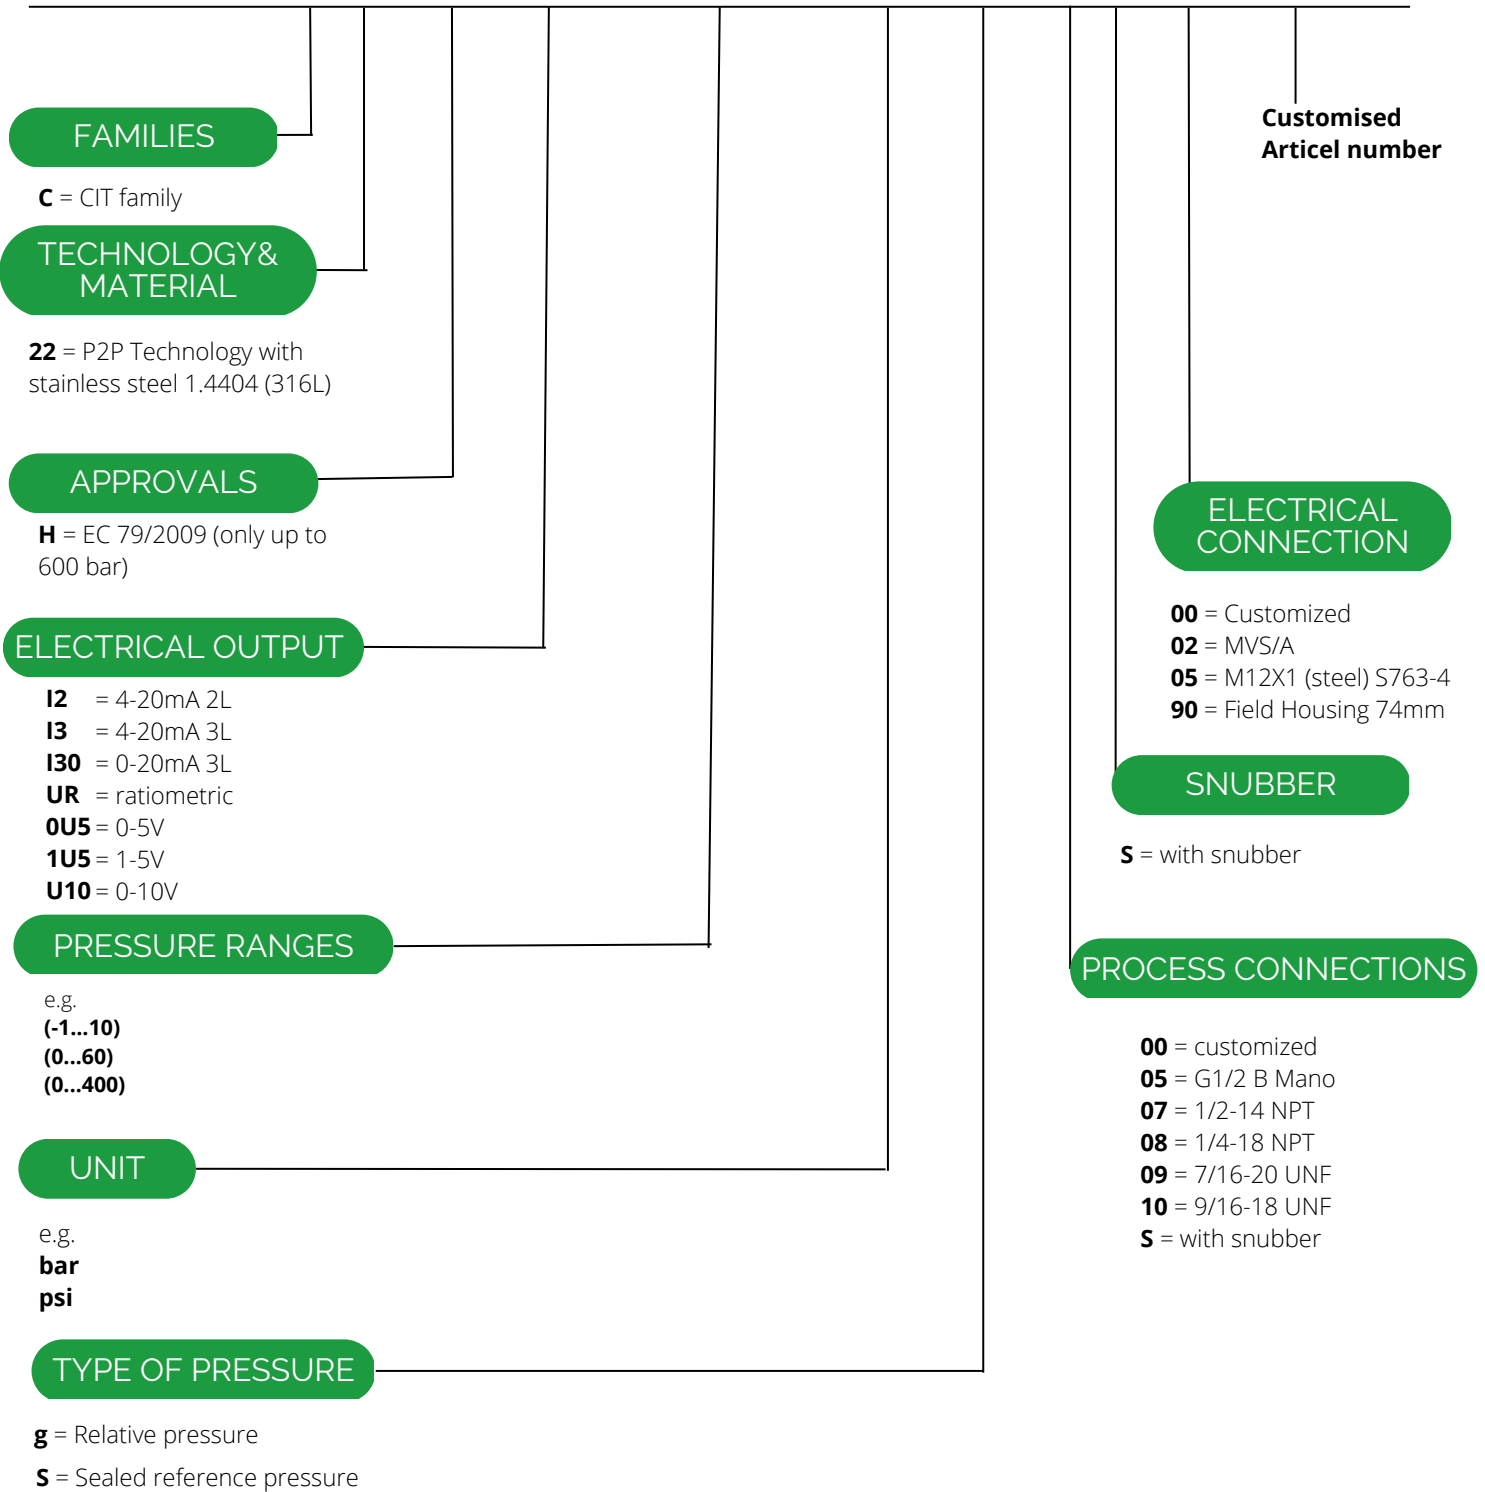 FAMILIES
C = CIT family
TECHNOLOGY&
MATERIAL
22 = P2P Technology with
stainless steel 1.4404 (316L)
APPROVALS
H = EC 79/2009 (only up to
600 bar)
ELECTRICAL OUTPUT
I2 = 4-20mA 2L
I3 = 4-20mA 3L
I30 = 0-20mA 3L
UR = ratiometric
0U5 = 0-5V
1U5 = 1-5V
U10 = 0-10V
PRESSURE RANGES
e.g.
(-1...10)
(0...60)
(0...400)
UNIT
e.g.
bar
psi
TYPE OF PRESSURE
g = Relative pressure
S = Sealed reference pressure
Customised
Articel number
ELECTRICAL
CONNECTION
00 = Customized
02 = MVS/A
05 = M12X1 (steel) S763-4
90 = Field Housing 74mm
SNUBBER
S = with snubber
PROCESS CONNECTIONS
00 = customized
05 = G1/2 B Mano
07 = 1/2-14 NPT
08 = 1/4-18 NPT
09 = 7/16-20 UNF
10 = 9/16-18 UNF
S = with snubber